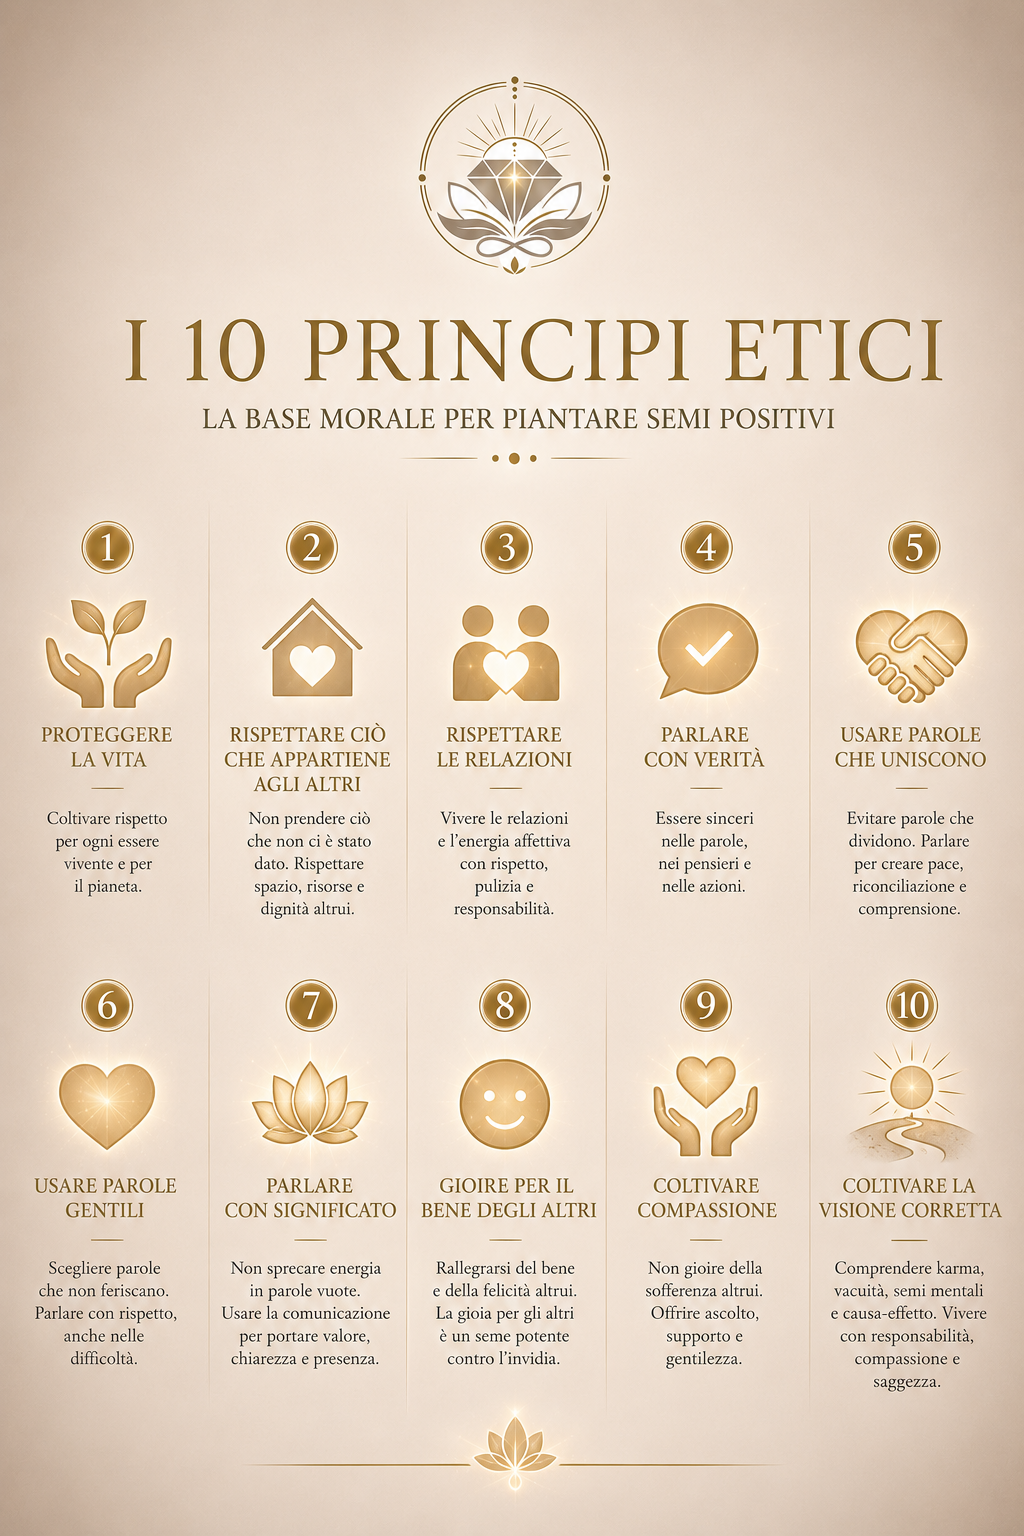 I 10 PRINCIPI ETICI
LA BASE MORALE PER PIANTARE SEMI POSITIVI
1
PROTEGGERE
LA VITA
Coltivare rispetto
per ogni essere
vivente e per
il pianeta.
2
RISPETTARE CIÒ
CHE APPARTIENE
AGLI ALTRI
Non prendere ciò
che non ci è stato
dato. Rispettare
spazio, risorse e
dignità altrui.
3
RISPETTARE
LE RELAZIONI
Vivere le relazioni
e l'energia affettiva
con rispetto,
pulizia e
responsabilità.
4
PARLARE
CON VERITÀ
Essere sinceri
nelle parole,
nei pensieri e
nelle azioni.
5
USARE PAROLE
CHE UNISCONO
Evitare parole che
dividono. Parlare
per creare pace,
riconciliazione e
comprensione.
6
USARE PAROLE
GENTILI
Scegliere parole
che non feriscano.
Parlare con rispetto,
anche nelle
difficoltà.
7
PARLARE
CON SIGNIFICATO
Non sprecare energia
in parole vuote.
Usare la comunicazione
per portare valore,
chiarezza e presenza.
8
GIOIRE PER IL
BENE DEGLI ALTRI
Rallegrarsi del bene
e della felicità altrui.
La gioia per gli altri
è un seme potente
contro l'invidia.
9
COLTIVARE
COMPASSIONE
Non gioire della
sofferenza altrui.
Offrire ascolto,
supporto e
gentilezza.
10
COLTIVARE LA
VISIONE CORRETTA
Comprendere karma,
vacuità, semi mentali
e causa-effetto. Vivere
con responsabilità,
compassione e
saggezza.